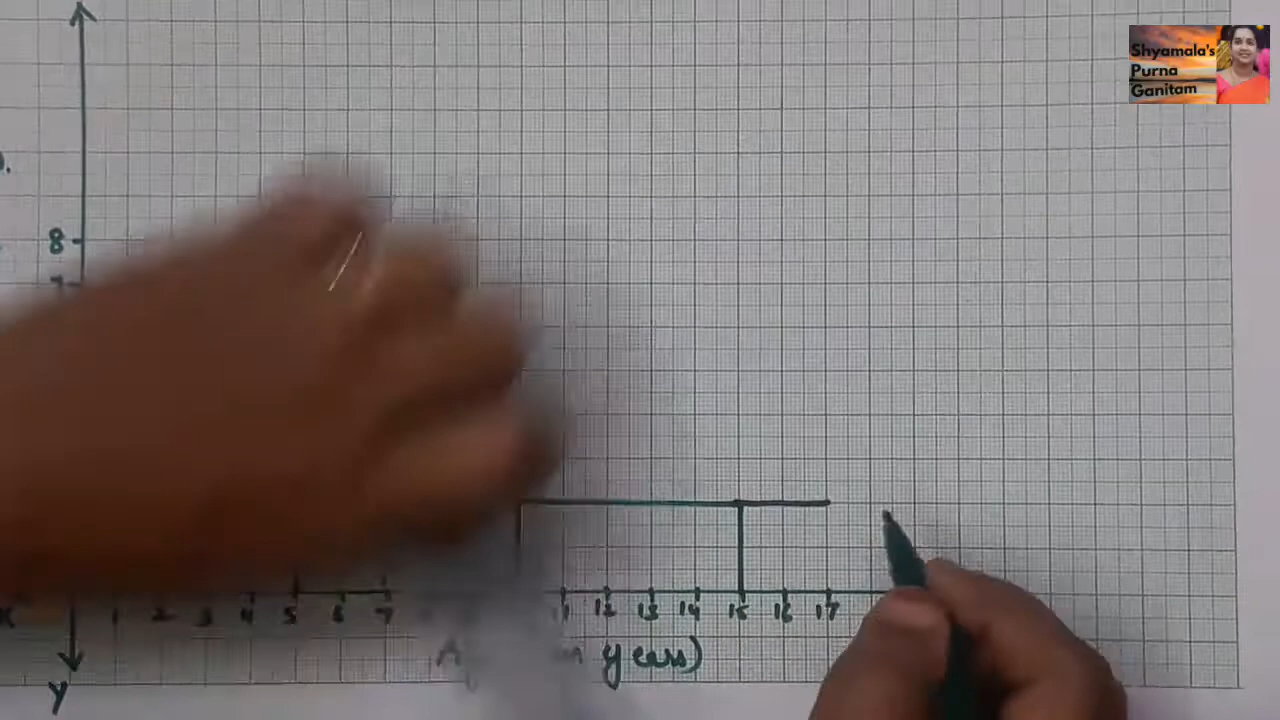 Shyamala's
Purna
Ganitam
8
1 2 3 4 5 6 7 11 12 13 14 15 16 17
years)
y